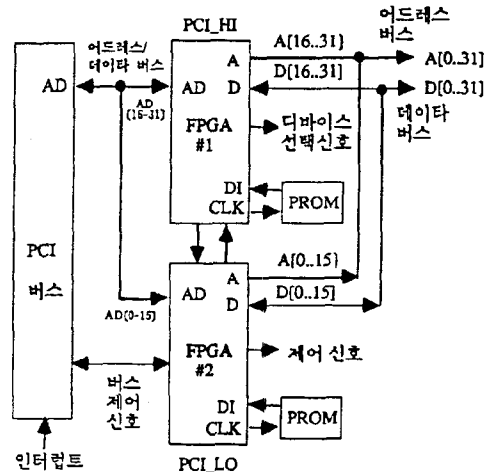 PCI_HI
어드레스
버스
어드레스/
데이타 버스
A[16..31]
A
A[0..31]
D[16..31]
AD
AD
D
D[0..31]
AD
[16-31]
데이타
버스
FPGA
#1
디바이스
선택신호
DI
CLK
PROM
PCI
버스
A[0..15]
A
AD
D
D[0..15]
AD[0-15]
FPGA
#2
제어 신호
버스
제어
신호
DI
CLK
PROM
인터럽트
PCI_LO